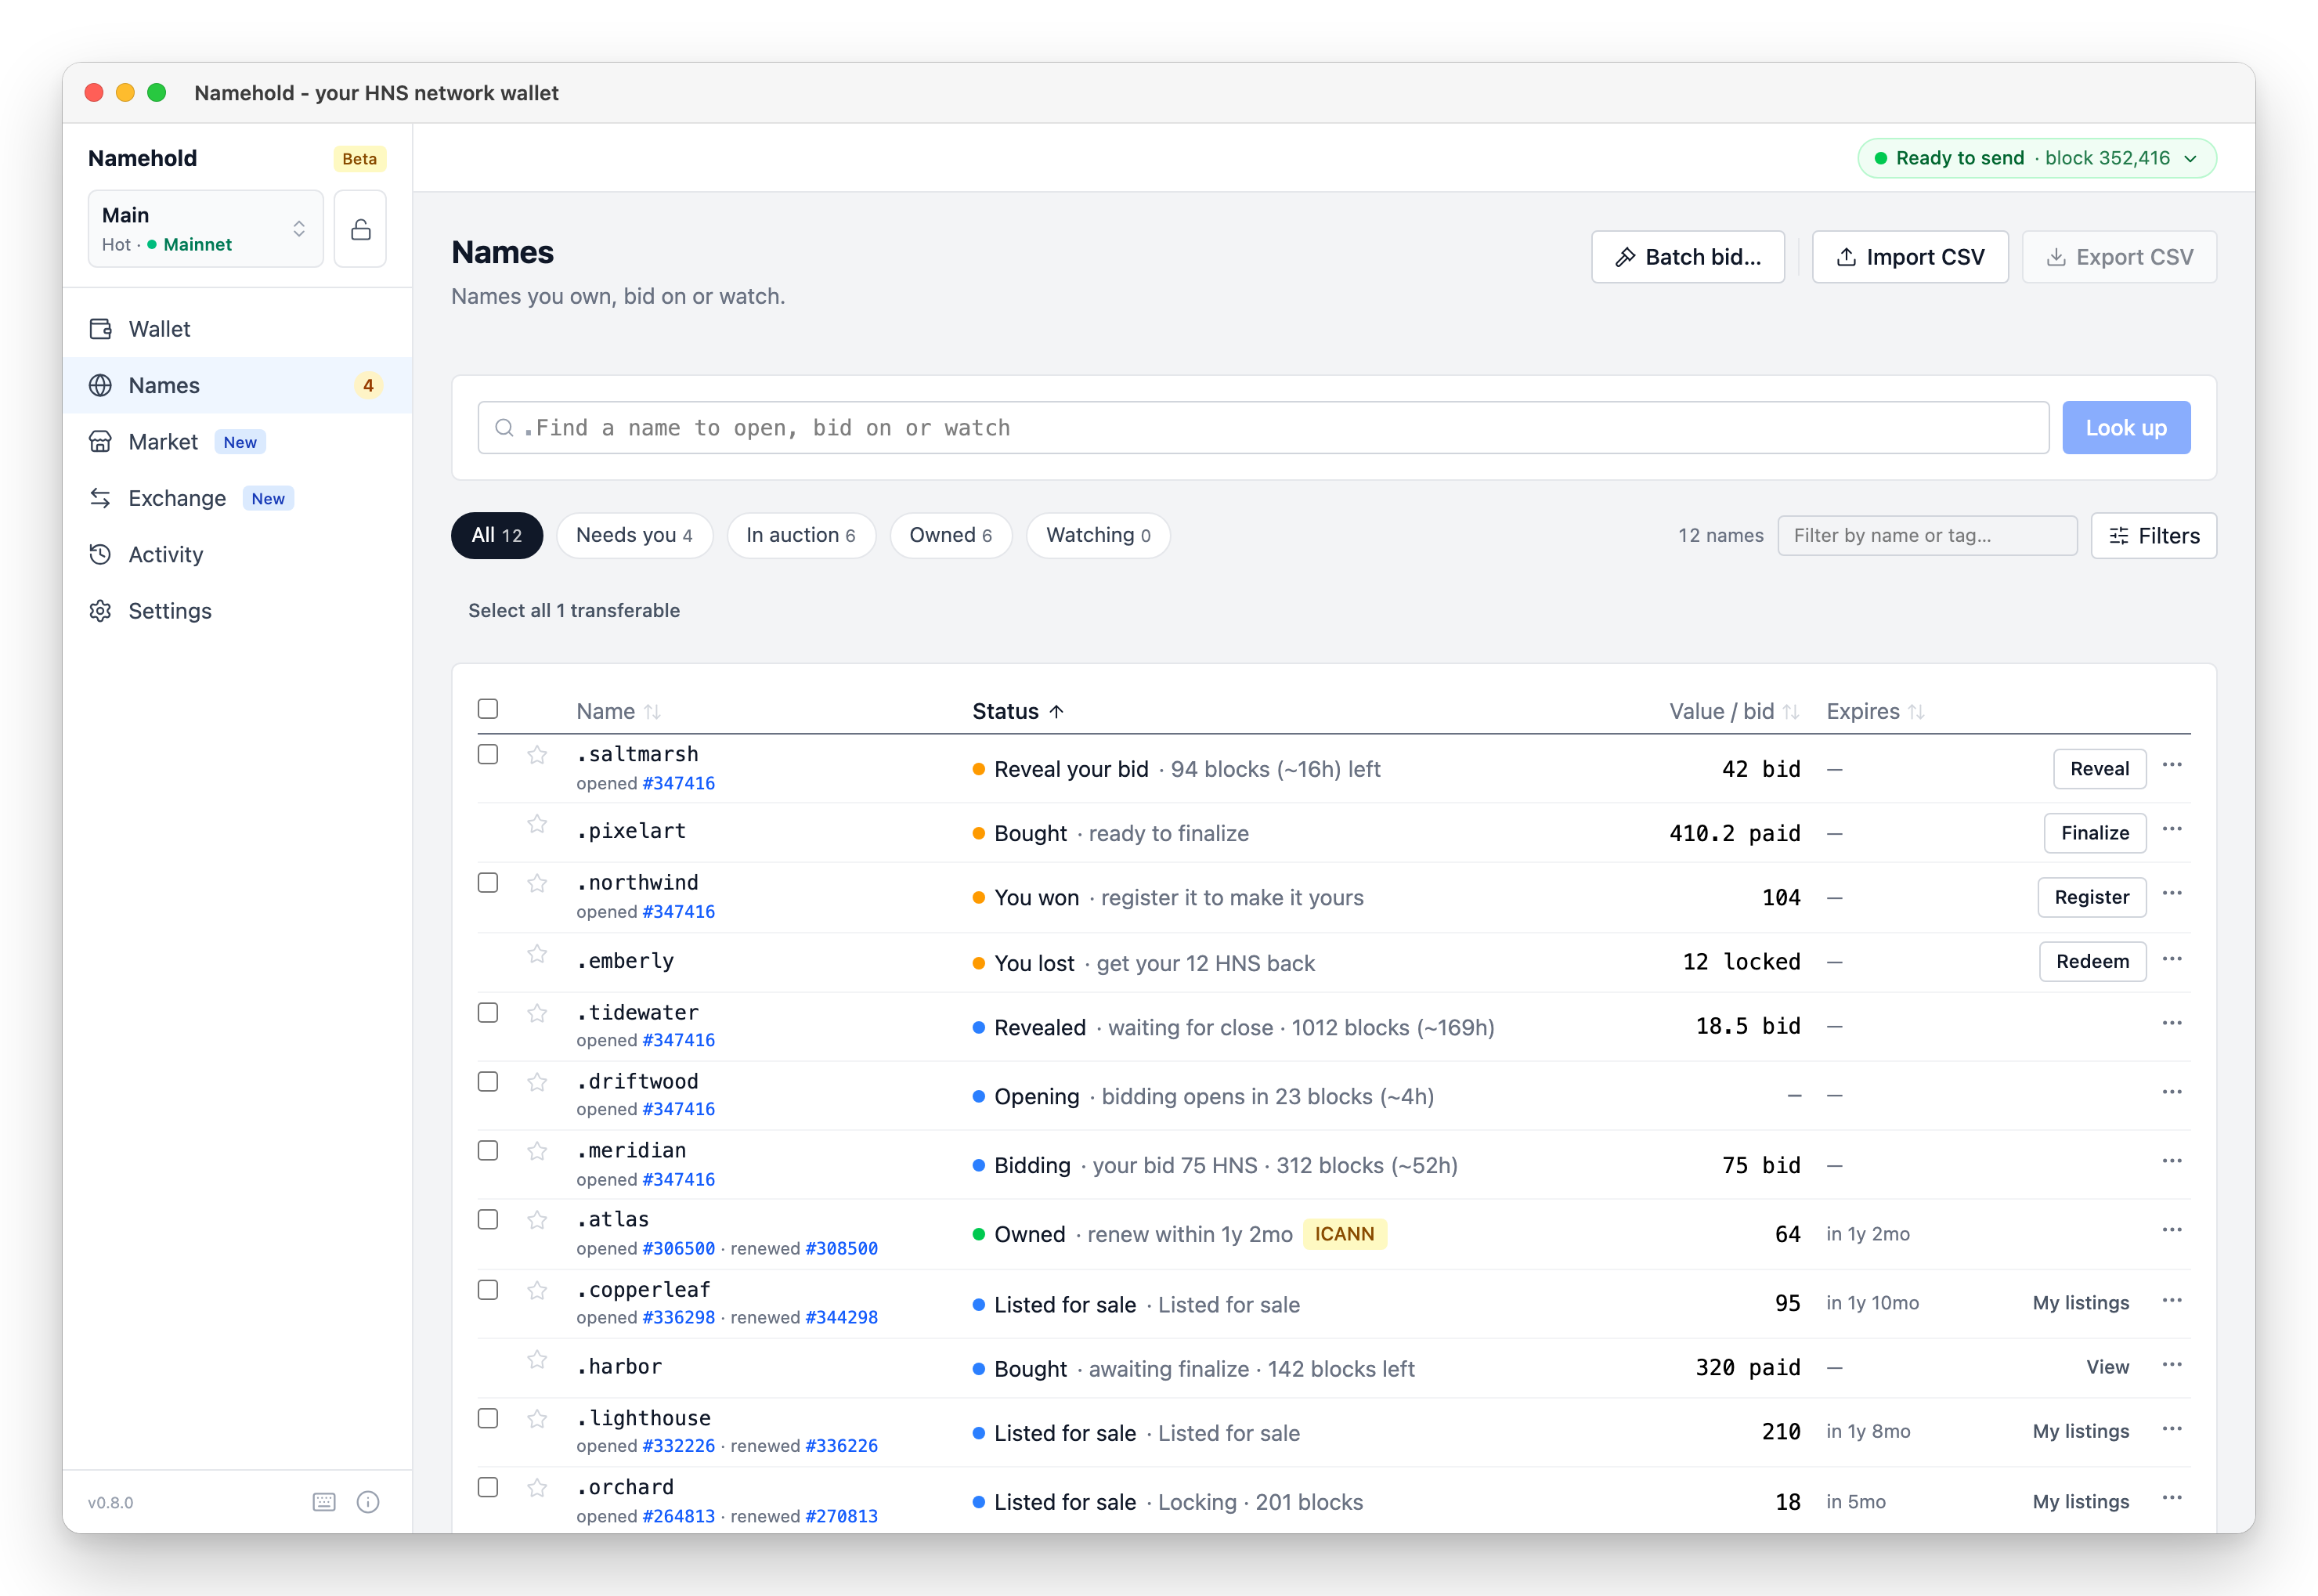 Namehold - your HNS network wallet
Namehold Beta
Main
Hot · Mainnet
Ready to send · block 352,416
Wallet
Names 4
Market New
Exchange New
Activity
Settings
v0.8.0
Names
Names you own, bid on or watch.
Batch bid... Import CSV Export CSV
.Find a name to open, bid on or watch Look up
All 12 Needs you 4 In auction 6 Owned 6 Watching 0 12 names Filter by name or tag... Filters
Select all 1 transferable
Name Status Value / bid Expires
.saltmarsh
opened #347416
Reveal your bid · 94 blocks (~16h) left 42 bid — Reveal ...
.pixelart Bought · ready to finalize 410.2 paid — Finalize ...
.northwind
opened #347416
You won · register it to make it yours 104 — Register ...
.emberly You lost · get your 12 HNS back 12 locked — Redeem ...
.tidewater
opened #347416
Revealed · waiting for close · 1012 blocks (~169h) 18.5 bid — ...
.driftwood
opened #347416
Opening · bidding opens in 23 blocks (~4h) — — ...
.meridian
opened #347416
Bidding · your bid 75 HNS · 312 blocks (~52h) 75 bid — ...
.atlas
opened #306500 · renewed #308500
Owned · renew within 1y 2mo ICANN 64 in 1y 2mo ...
.copperleaf
opened #336298 · renewed #344298
Listed for sale · Listed for sale 95 in 1y 10mo My listings ...
.harbor Bought · awaiting finalize · 142 blocks left 320 paid — View ...
.lighthouse
opened #332226 · renewed #336226
Listed for sale · Listed for sale 210 in 1y 8mo My listings ...
.orchard
opened #264813 · renewed #270813
Listed for sale · Locking · 201 blocks 18 in 5mo My listings ...